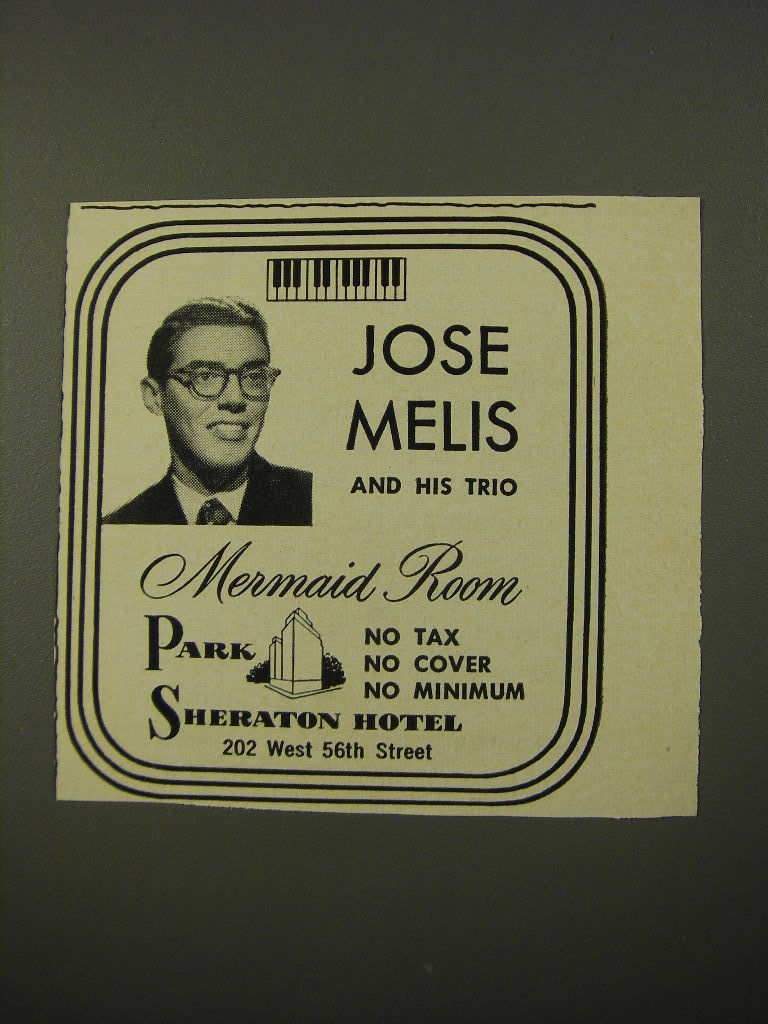 JOSE
MELIS
AND HIS TRIO
Mermaid Room
PARK
SHERATON HOTEL
NO TAX
NO COVER
NO MINIMUM
202 West 56th Street